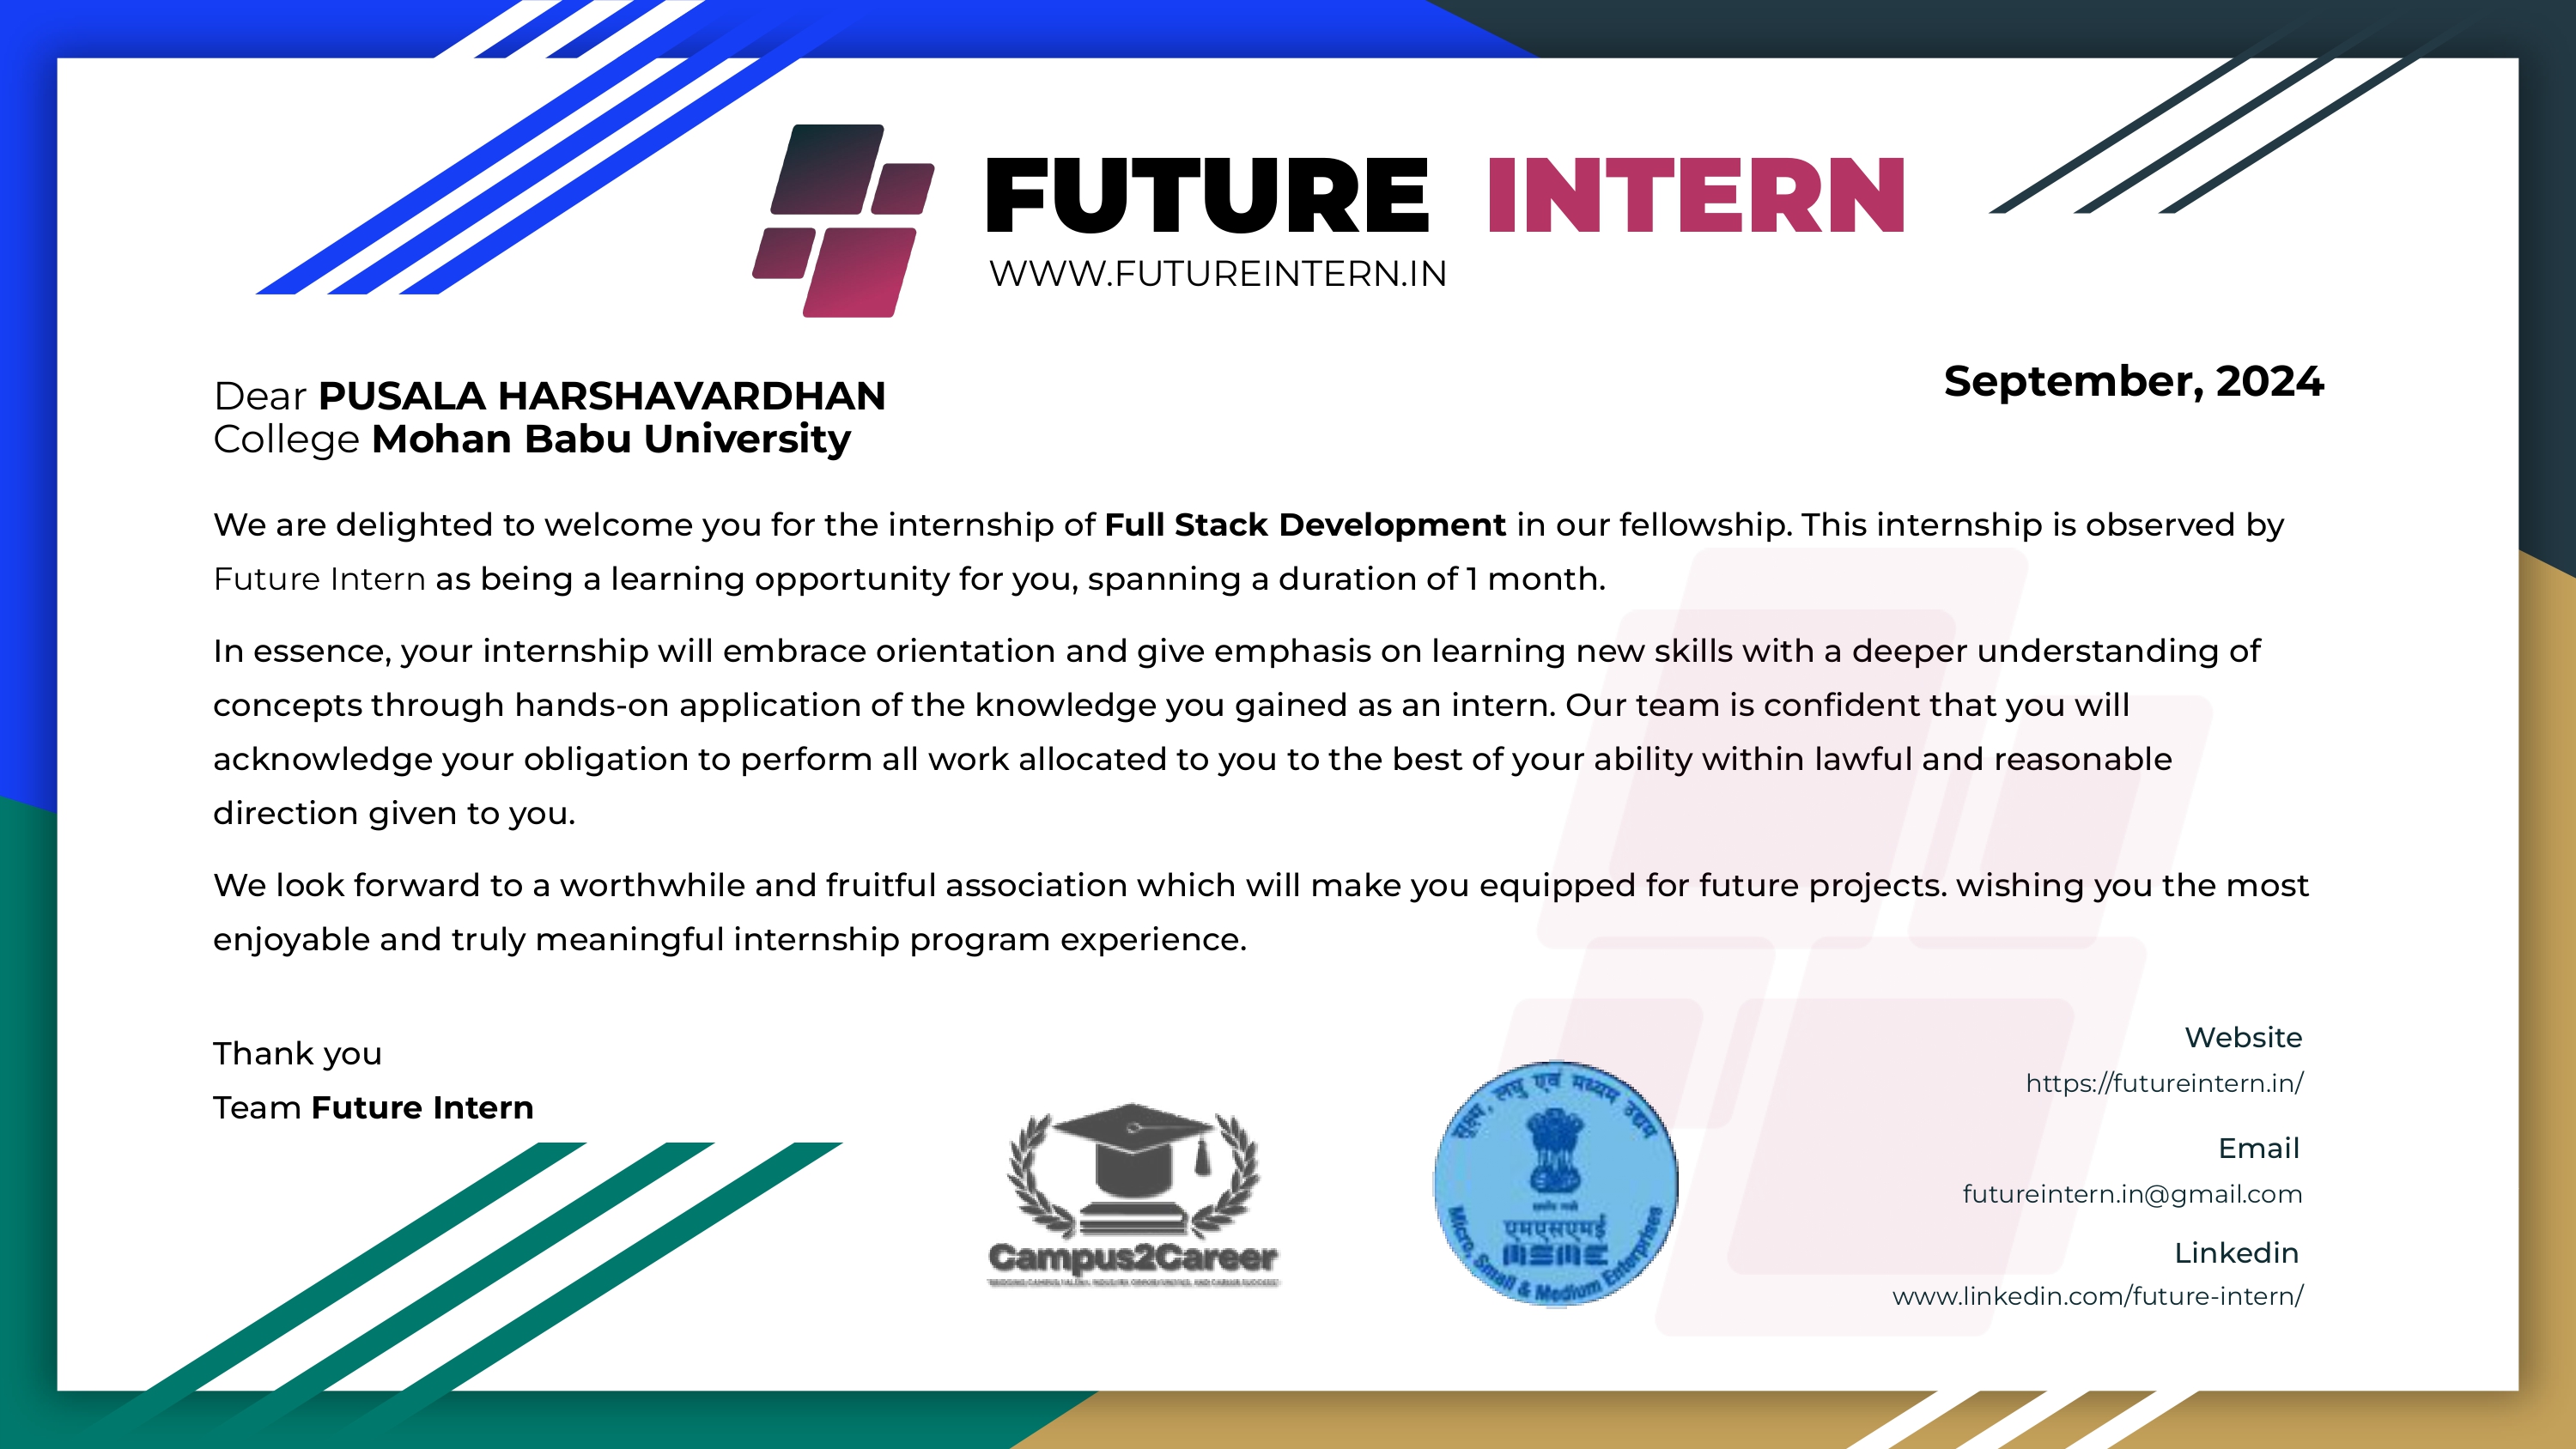 FUTURE INTERN
WWW.FUTUREINTERN.IN
September, 2024
Dear PUSALA HARSHAVARDHAN
College Mohan Babu University
We are delighted to welcome you for the internship of Full Stack Development in our fellowship. This internship is observed by
Future Intern as being a learning opportunity for you, spanning a duration of 1 month.
In essence, your internship will embrace orientation and give emphasis on learning new skills with a deeper understanding of
concepts through hands-on application of the knowledge you gained as an intern. Our team is confident that you will
acknowledge your obligation to perform all work allocated to you to the best of your ability within lawful and reasonable
direction given to you.
We look forward to a worthwhile and fruitful association which will make you equipped for future projects. wishing you the most
enjoyable and truly meaningful internship program experience.
Thank you
Team Future Intern
Campus2Career
सूक्ष्म, लघु एवं मध्यम उद्यम
एमएसएमई
MSME
Micro, Small & Medium Enterprises
Website
https://futureintern.in/
Email
futureintern.in@gmail.com
Linkedin
www.linkedin.com/future-intern/